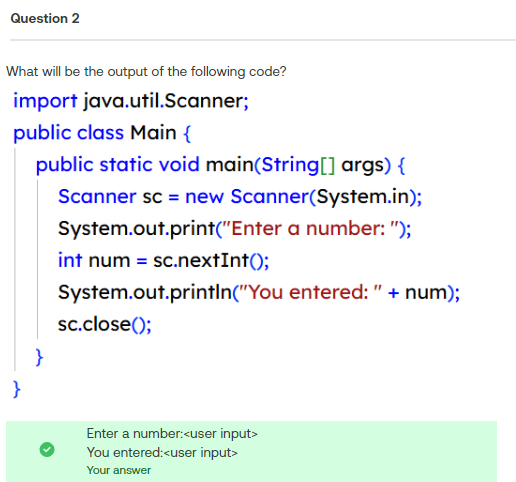 Question 2
What will be the output of the following code?
import java.util.Scanner;
public class Main {
public static void main(String[] args) {
Scanner sc = new Scanner(System.in);
System.out.print("Enter a number: ");
int num = sc.nextInt();
System.out.println("You entered: " + num);
sc.close();
}
}
Enter a number:<user input>
You entered:<user input>
Your answer